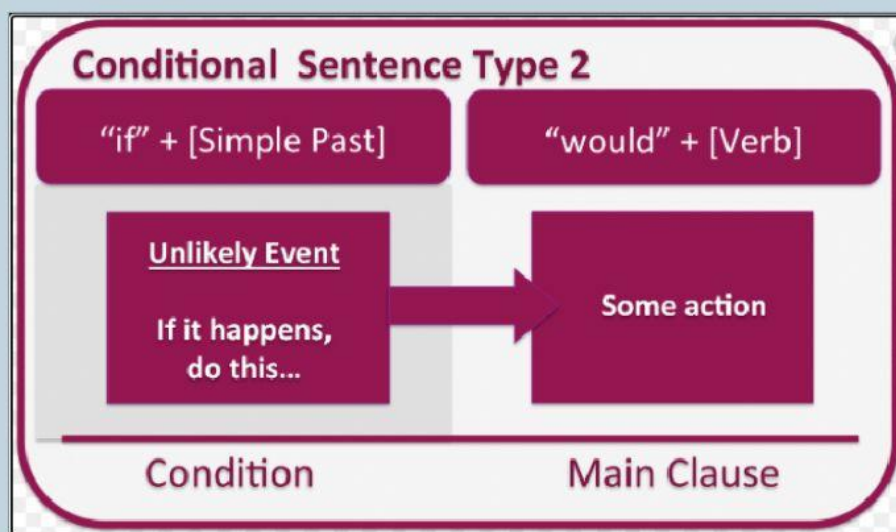 Conditional Sentence Type 2
“if” + [Simple Past]
“would” + [Verb]
Unlikely Event
If it happens,
do this...
Some action
Condition
Main Clause